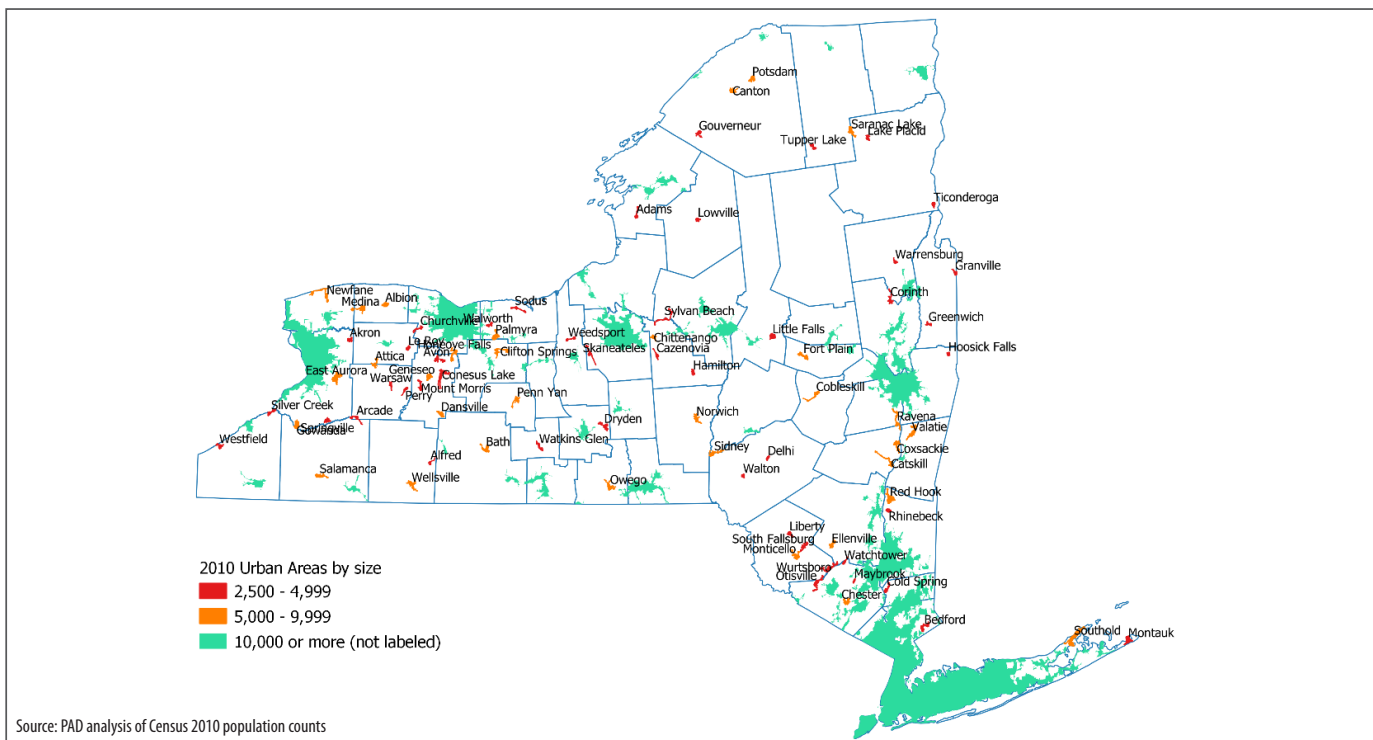 Potsdam
Canton
Gouverneur
Saranac Lake
Lake Placid
Tupper Lake
Ticonderoga
Adams
Lowville
Warrensburg
Granville
Newfane
Medina
Albion
Sodus
Corinth
Churchville
Walworth
Sylvan Beach
Greenwich
Akron
Palmyra
Weedsport
Little Falls
Le Roy
Honeoye Falls
Chittenango
Hoosick Falls
Attica
Avon
Clifton Springs
Skaneateles
Cazenovia
Fort Plain
East Aurora
Geneseo
Conesus Lake
Hamilton
Warsaw
Mount Morris
Perry
Penn Yan
Cobleskill
Silver Creek
Arcade
Dansville
Norwich
Dryden
Ravena
Springville
Gowanda
Valatie
Westfield
Bath
Watkins Glen
Sidney
Coxsackie
Alfred
Delhi
Catskill
Salamanca
Wellsville
Owego
Walton
Red Hook
Rhinebeck
Liberty
South Fallsburg
Ellenville
Monticello
Watchtower
Wurtsboro
Otisville
Maybrook
Cold Spring
Chester
Bedford
Southold
Montauk
2010 Urban Areas by size
2,500 - 4,999
5,000 - 9,999
10,000 or more (not labeled)
Source: PAD analysis of Census 2010 population counts